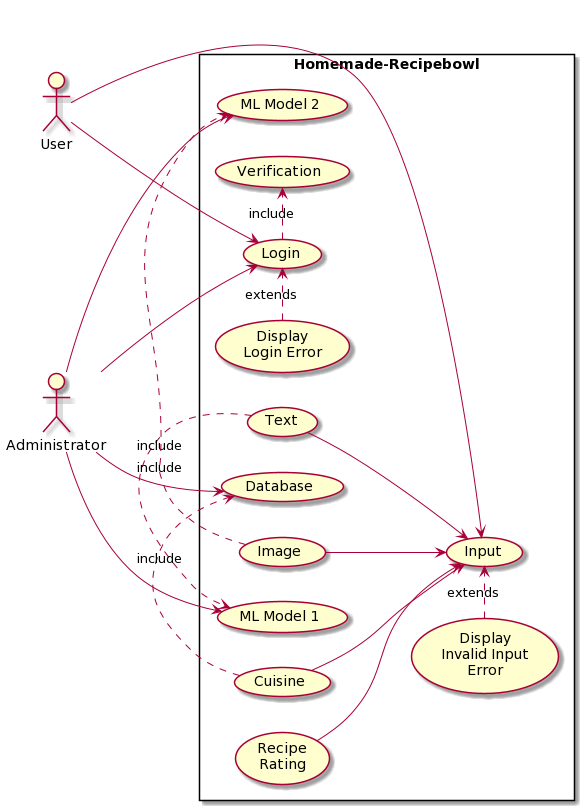 Homemade-Recipebowl
User
ML Model 2
Verification
include
Login
extends
Display
Login Error
Administrator
Text
include
include
Database
Image
Input
include
extends
ML Model 1
Display
Invalid Input
Error
Cuisine
Recipe
Rating